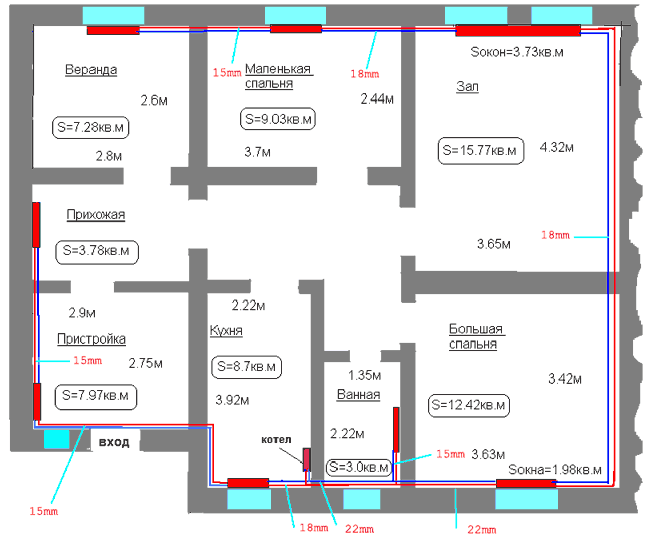 Sокон=3.73кв.м
Веранда
Маленькая
спальня
Зал
15mm
18mm
2.6м
2.44м
S=7.28кв.м
S=9.03кв.м
S=15.77кв.м
4.32м
2.8м
3.7м
Прихожая
3.65м
18mm
S=3.78кв.м
2.9м
2.22м
Кухня
Большая
спальня
Пристройка
2.75м
15mm
S=8.7кв.м
1.35м
3.42м
S=7.97кв.м
3.92м
Ванная
S=12.42кв.м
2.22м
вход
котел
15mm
3.63м
S=3.0кв.м
Sокна=1.98кв.м
15mm
18mm
22mm
22mm